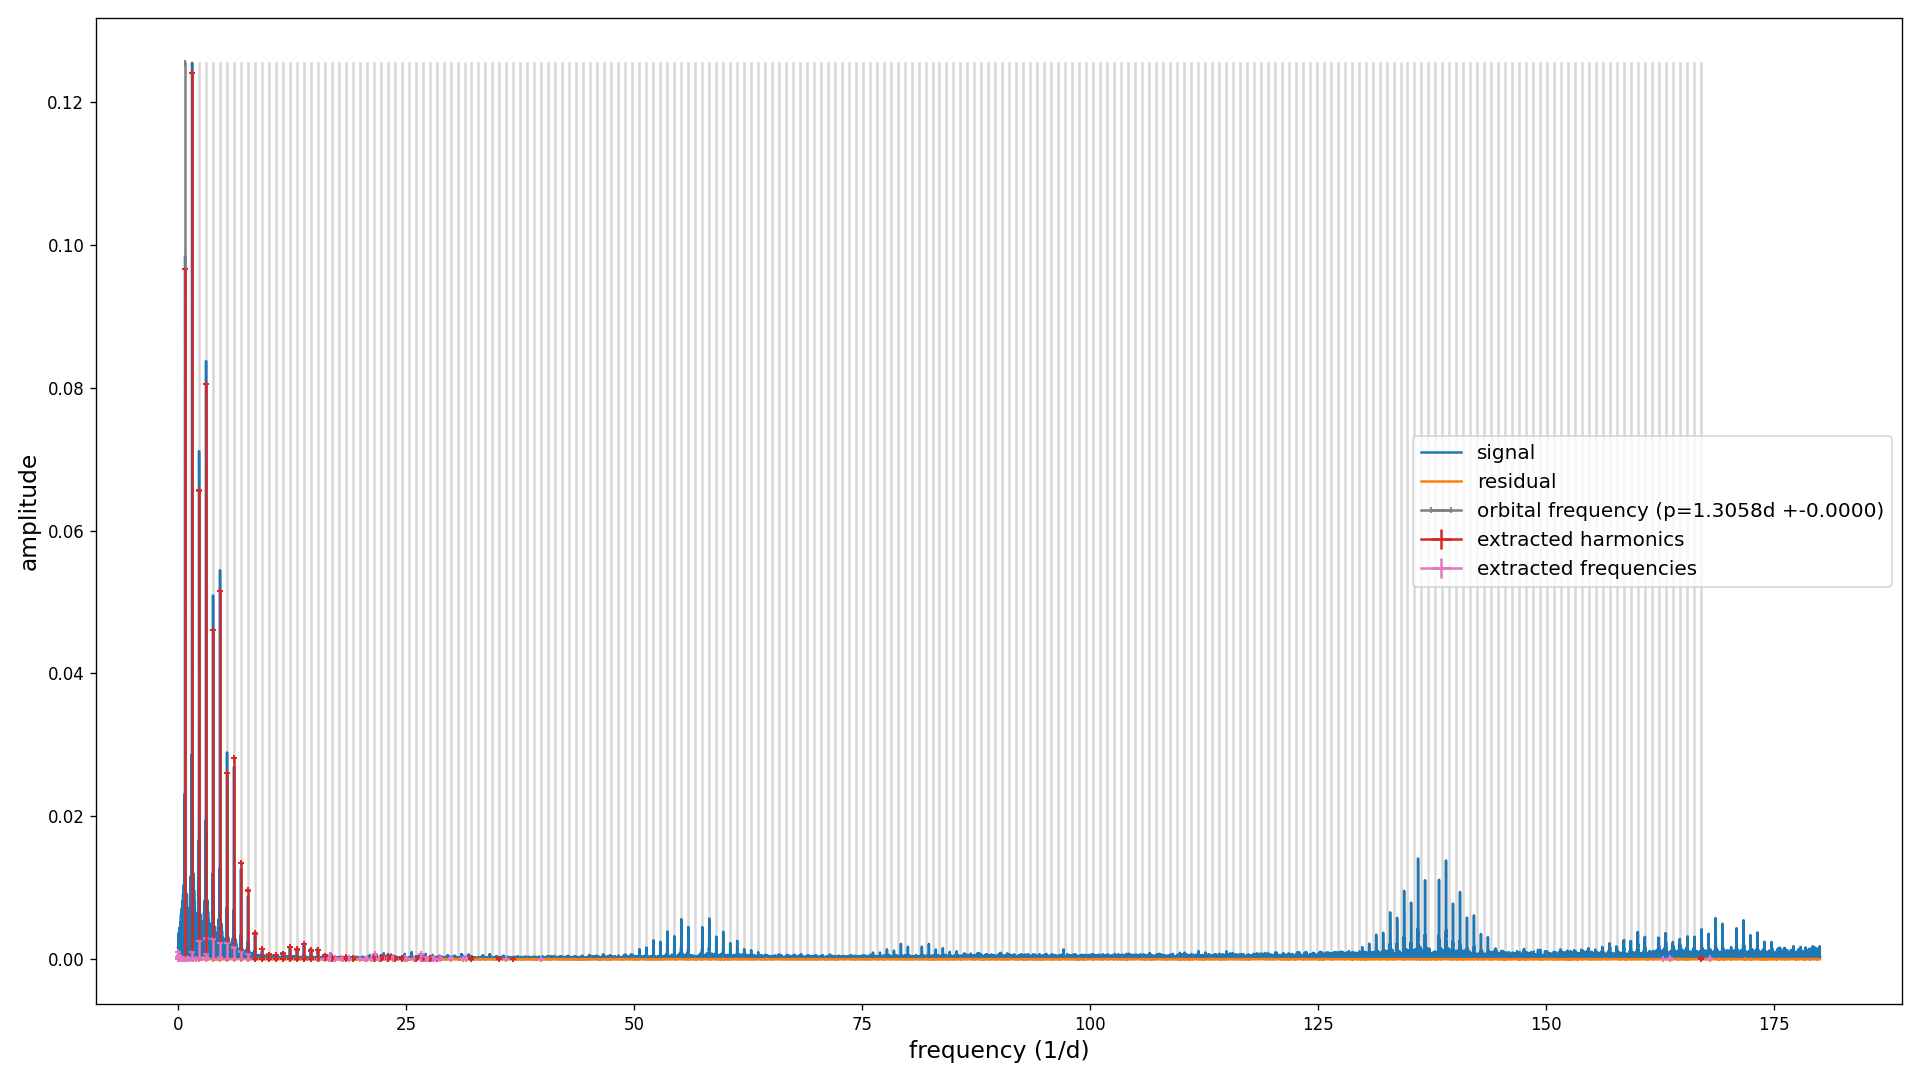 0.12
0.10
0.08
0.06
0.04
0.02
0.00
amplitude
signal
residual
orbital frequency (p=1.3058d +-0.0000)
extracted harmonics
extracted frequencies
0 25 50 75 100 125 150 175
frequency (1/d)